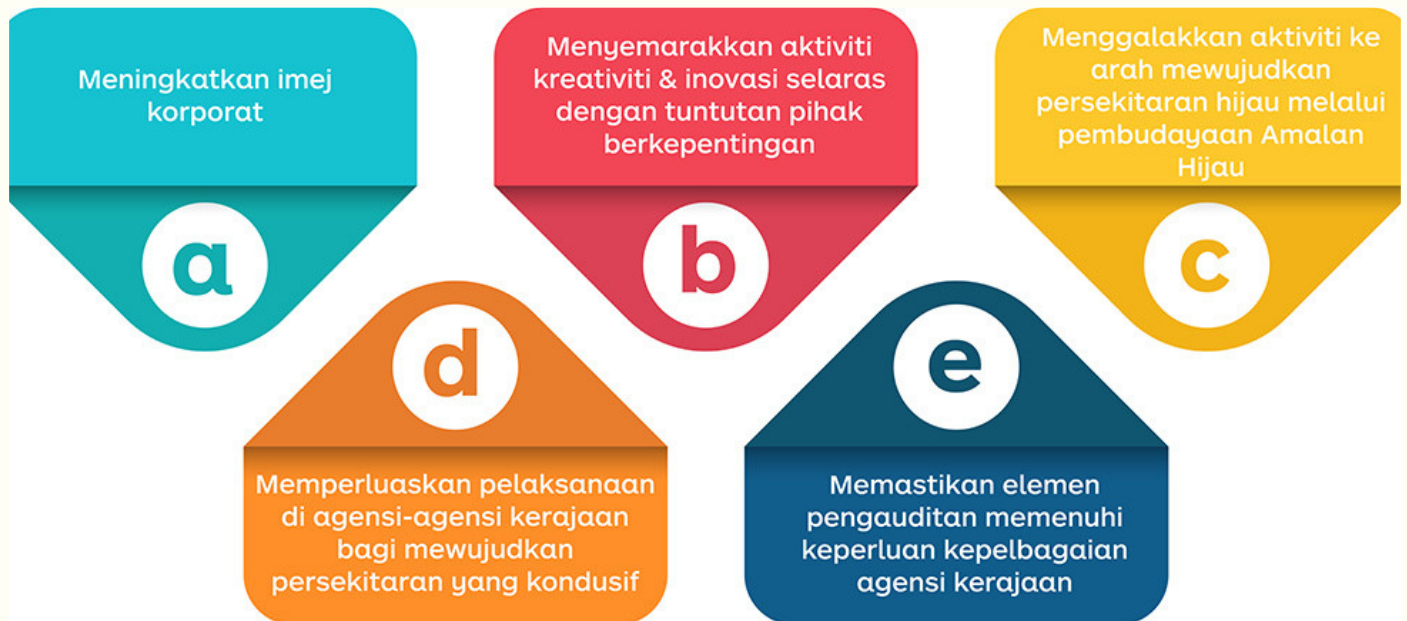 Meningkatkan imej
korporat
a
Menyemarakkan aktiviti
kreativiti & inovasi selaras
dengan tuntutan pihak
berkepentingan
b
Menggalakkan aktiviti ke
arah mewujudkan
persekitaran hijau melalui
pembudayaan Amalan
Hijau
c
d
Memperluaskan pelaksanaan
di agensi-agensi kerajaan
bagi mewujudkan
persekitaran yang kondusif
e
Memastikan elemen
pengauditan memenuhi
keperluan kepelbagaian
agensi kerajaan